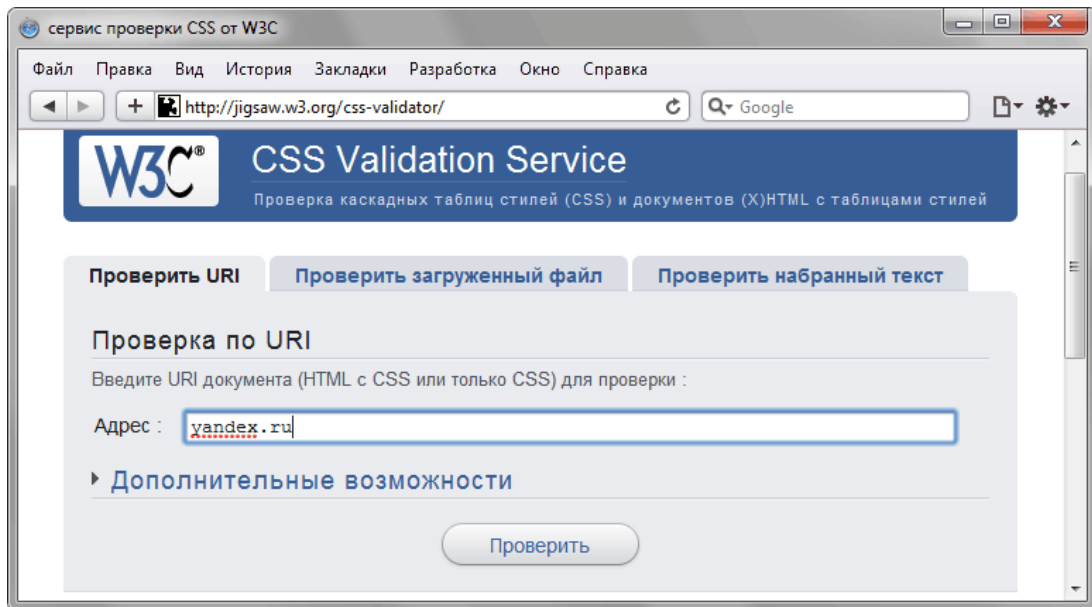 сервис проверки CSS от W3C
Файл Правка Вид История Закладки Разработка Окно Справка
http://jigsaw.w3.org/css-validator/ Google
W3C® CSS Validation Service
Проверка каскадных таблиц стилей (CSS) и документов (X)HTML с таблицами стилей
Проверить URI Проверить загруженный файл Проверить набранный текст
Проверка по URI
Введите URI документа (HTML с CSS или только CSS) для проверки :
Адрес : yandex.ru
Дополнительные возможности
Проверить